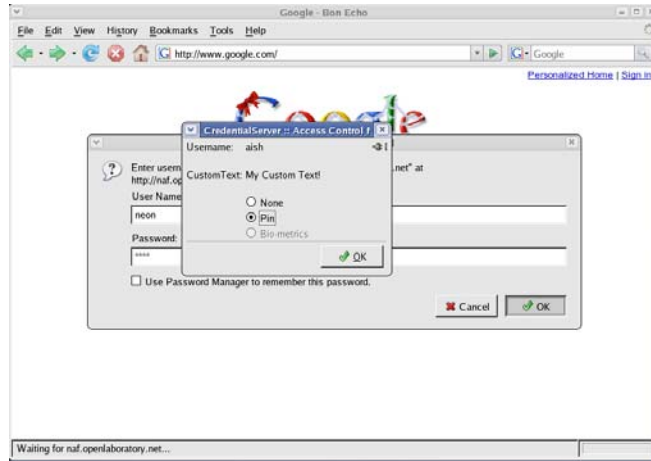 Google - Bon Echo
File Edit View History Bookmarks Tools Help
G http://www.google.com/
G Google
Personalized Home | Sign in
Google
CredentialServer :: Access Control f
Username: aish
CustomText: My Custom Text!
None
Pin
Bio-metrics
OK
Enter usern
.net" at
http://naf.op
User Name
neon
Password:
****
Use Password Manager to remember this password.
Cancel
OK
Waiting for naf.openlaboratory.net...